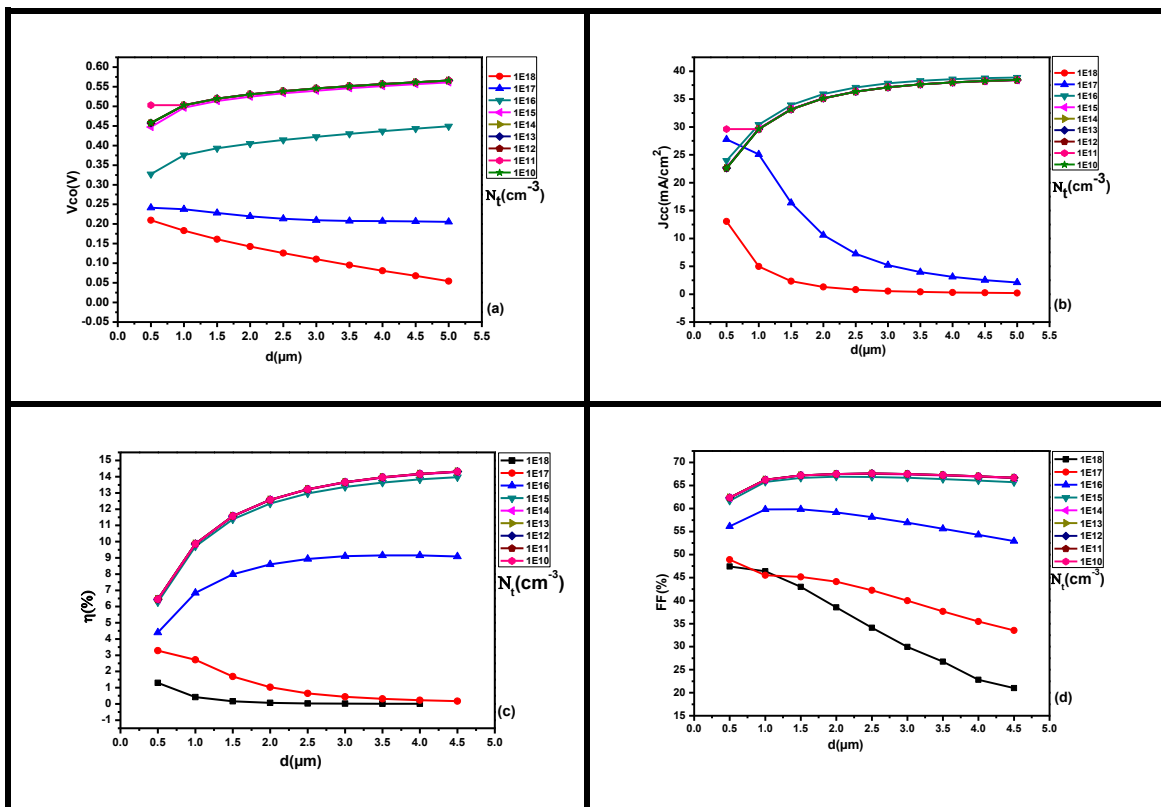 0.60
0.55
0.50
0.45
0.40
0.35
0.30
0.25
0.20
0.15
0.10
0.05
0.00
-0.05
Vco(V)
0.0 0.5 1.0 1.5 2.0 2.5 3.0 3.5 4.0 4.5 5.0 5.5
d(µm)
1E18
1E17
1E16
1E15
1E14
1E13
1E12
1E11
1E10
Nt(cm-3)
(a)
40
35
30
25
20
15
10
5
0
-5
Jcc(mA/cm2)
0.0 0.5 1.0 1.5 2.0 2.5 3.0 3.5 4.0 4.5 5.0 5.5
d(µm)
1E18
1E17
1E16
1E15
1E14
1E13
1E12
1E11
1E10
Nt(cm-3)
(b)
15
14
13
12
11
10
9
8
7
6
5
4
3
2
1
0
-1
η(%)
0.0 0.5 1.0 1.5 2.0 2.5 3.0 3.5 4.0 4.5 5.0
d(µm)
1E18
1E17
1E16
1E15
1E14
1E13
1E12
1E11
1E10
Nt(cm-3)
(c)
70
65
60
55
50
45
40
35
30
25
20
15
FF(%)
0.0 0.5 1.0 1.5 2.0 2.5 3.0 3.5 4.0 4.5 5.0
d(µm)
1E18
1E17
1E16
1E15
1E14
1E13
1E12
1E11
1E10
Nt(cm-3)
(d)